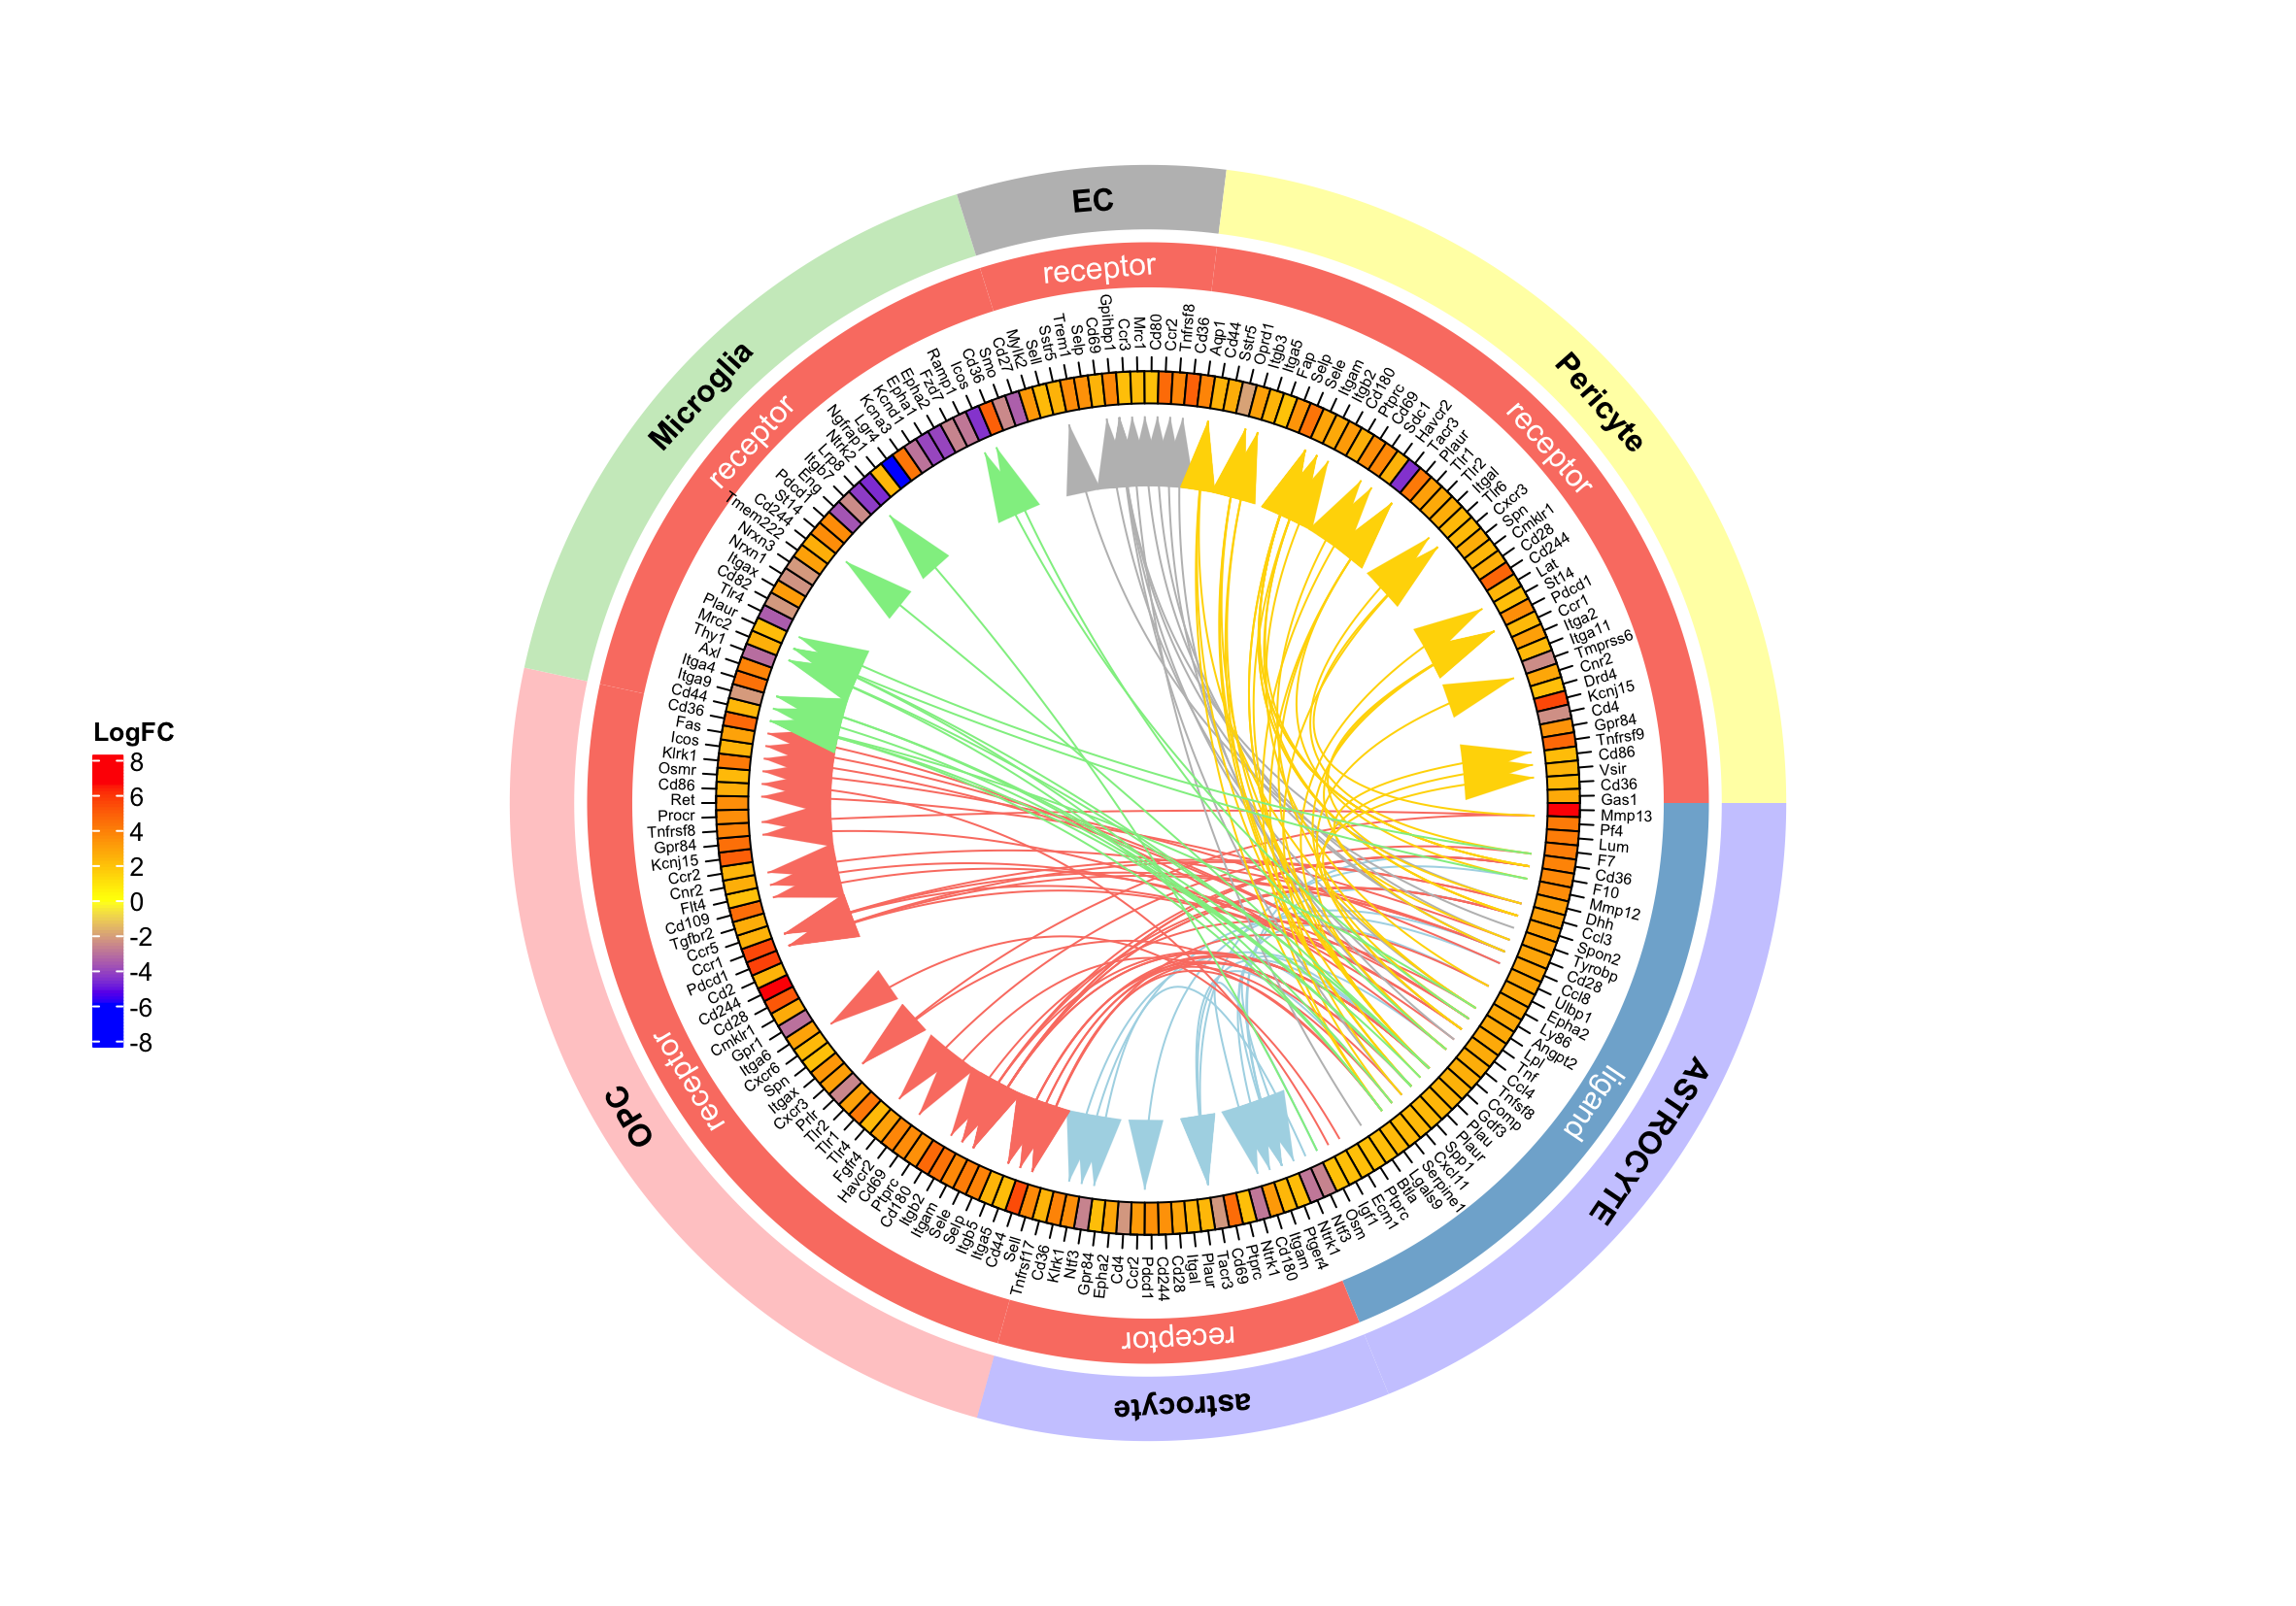 LogFC
8
6
4
2
0
-2
-4
-6
-8
EC
Pericyte
ASTROCYTE
astrocyte
OPC
Microglia
receptor
receptor
ligand
receptor
receptor
receptor
Gpihbp1
Ccr3
Mrc1
Cd80
Ccr2
Tnfrsf8
Cd36
Aqp1
Cd44
Sstr5
Oprd1
Itgb3
Itga5
Fap
Selp
Sele
Itgam
Itgb2
Cd180
Ptprc
Cd69
Sdc1
Havcr2
Tacr3
Plaur
Tlr1
Tlr2
Itgal
Tlr6
Cxcr3
Spn
Cmklr1
Cd28
Cd244
Lat
St14
Pdcd1
Ccr1
Itga2
Itga11
Tmprss6
Cnr2
Drd4
Kcnj15
Cd4
Gpr84
Tnfrsf9
Cd86
Vsir
Cd36
Gas1
Mmp13
Pf4
Lum
F7
Cd36
F10
Mmp12
Dhh
Ccl3
Spon2
Tyrobp
Cd28
Ccl8
Ulbp1
Epha2
Ly86
Angpt2
Lpl
Tnf
Ccl4
Tnfsf8
Comp
Gdf3
Plau
Plaur
Spp1
Cxcl11
Serpine1
Lgals9
Btla
Ptprc
Ecm1
Igf1
Osm
Ntf3
Ntrk1
Ptger4
Itgam
Cd180
Ntrk1
Ptprc
Cd69
Tacr3
Plaur
Itgal
Cd28
Cd244
Pdcd1
Ccr2
Cd4
Epha2
Gpr84
Ntf3
Klrk1
Cd36
Tnfrsf17
Sell
Cd44
Itga5
Itgb5
Selp
Sele
Itgam
Itgb2
Cd180
Ptprc
Cd69
Havcr2
Fgfr4
Tlr4
Tlr1
Tlr2
Prlr
Cxcr3
Itgax
Spn
Cxcr6
Itga6
Gpr1
Cmklr1
Cd28
Cd244
Cd2
Pdcd1
Ccr1
Ccr5
Tgfbr2
Cd109
Flt4
Cnr2
Ccr2
Kcnj15
Gpr84
Tnfrsf8
Procr
Ret
Cd86
Osmr
Klrk1
Icos
Fas
Cd36
Cd44
Itga9
Itga4
Axl
Thy1
Mrc2
Plaur
Tlr4
Cd82
Itgax
Nrxn1
Nrxn3
Tmem222
Cd244
St14
Pdcd1
Eng
Itgb7
Lrp8
Ntrk2
Ngfrap1
Lgr4
Kcna3
Kcnd1
Epha1
Epha2
Fzd7
Ramp1
Icos
Cd36
Smo
Cd27
Mylk2
Sell
Sstr5
Trem1
Selp
Cd69